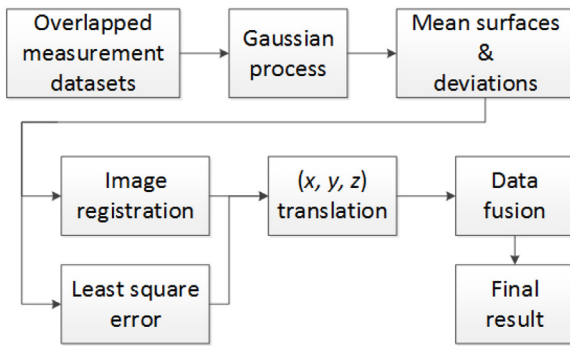 Overlapped
measurement
datasets
Gaussian
process
Mean surfaces
&
deviations
Image
registration
(x, y, z)
translation
Data
fusion
Least square
error
Final
result